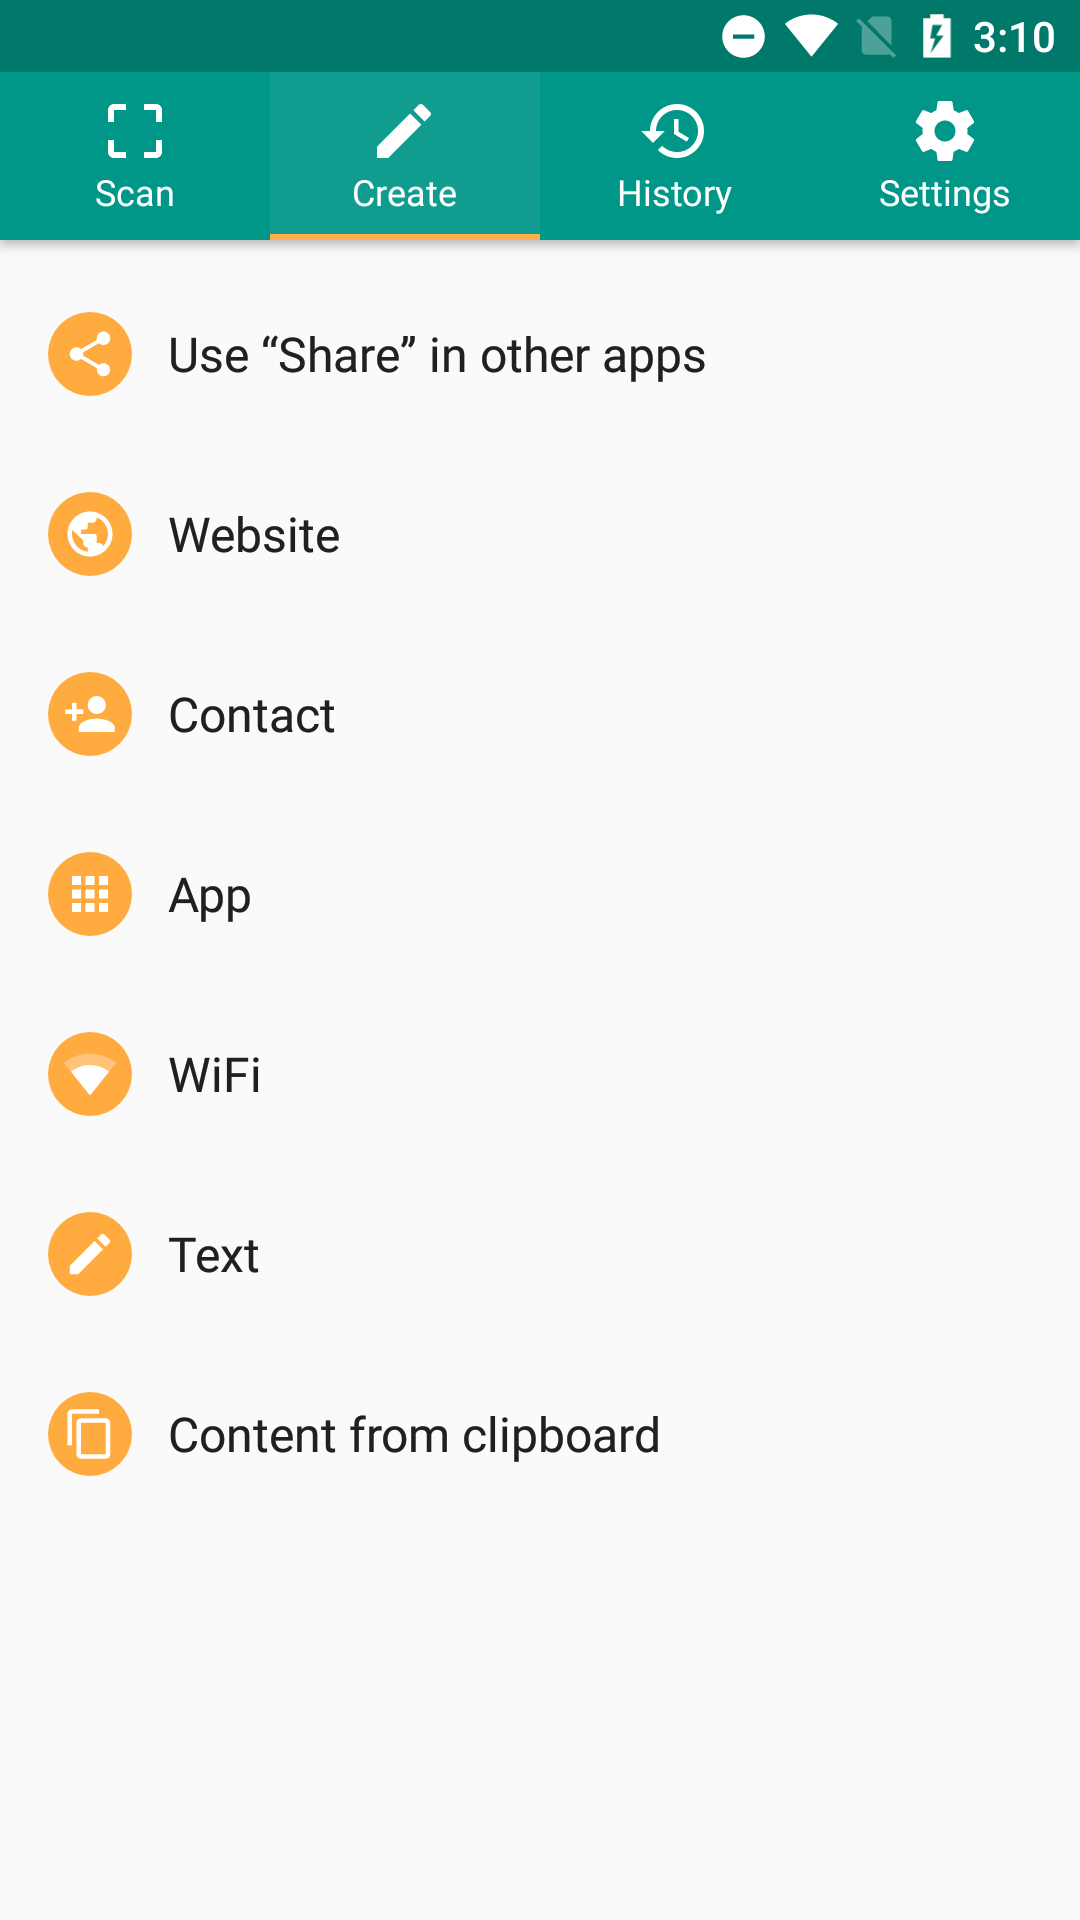 3:10
Scan Create History Settings
Use “Share” in other apps
Website
Contact
App
WiFi
Text
Content from clipboard